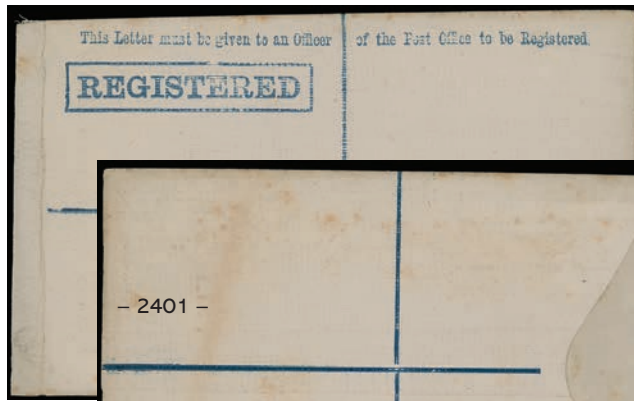 This Letter must be given to an Officer of the Post Office to be Registered.
REGISTERED
– 2401 –